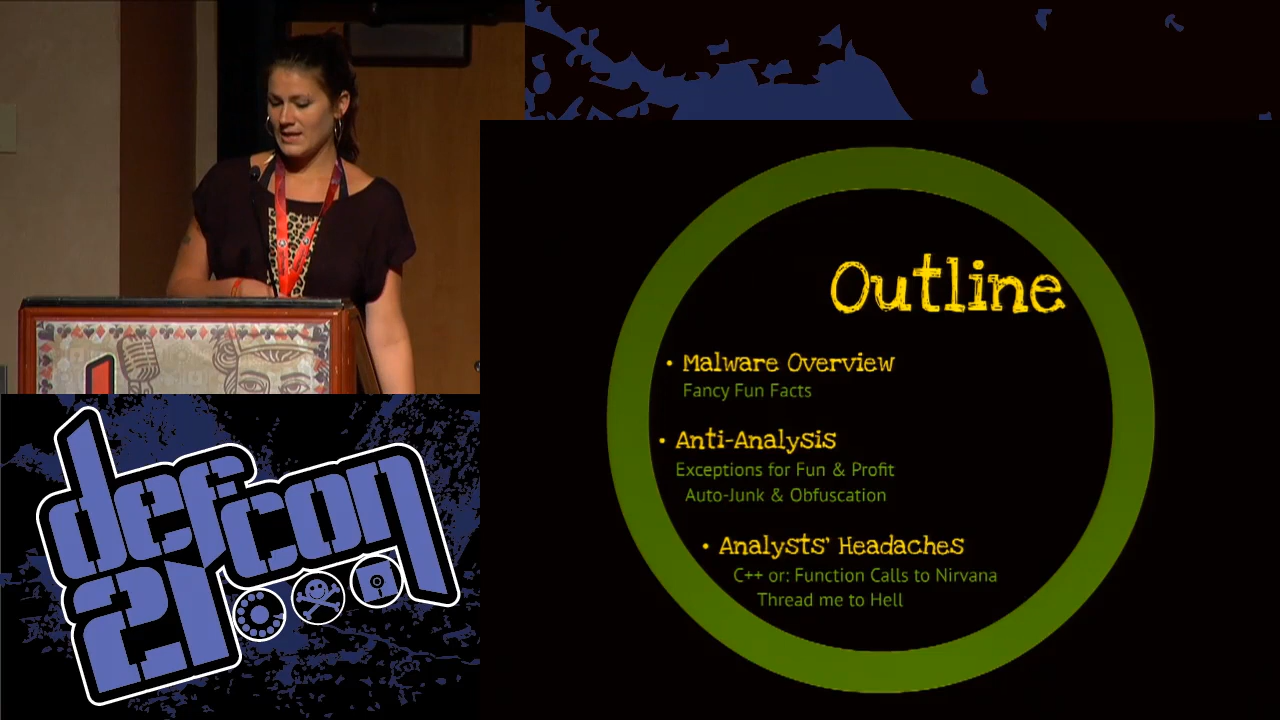 Outline
• Malware Overview
Fancy Fun Facts
• Anti-Analysis
Exceptions for Fun & Profit
Auto-Junk & Obfuscation
• Analysts' Headaches
C++ or: Function Calls to Nirvana
Thread me to Hell
defcon
21